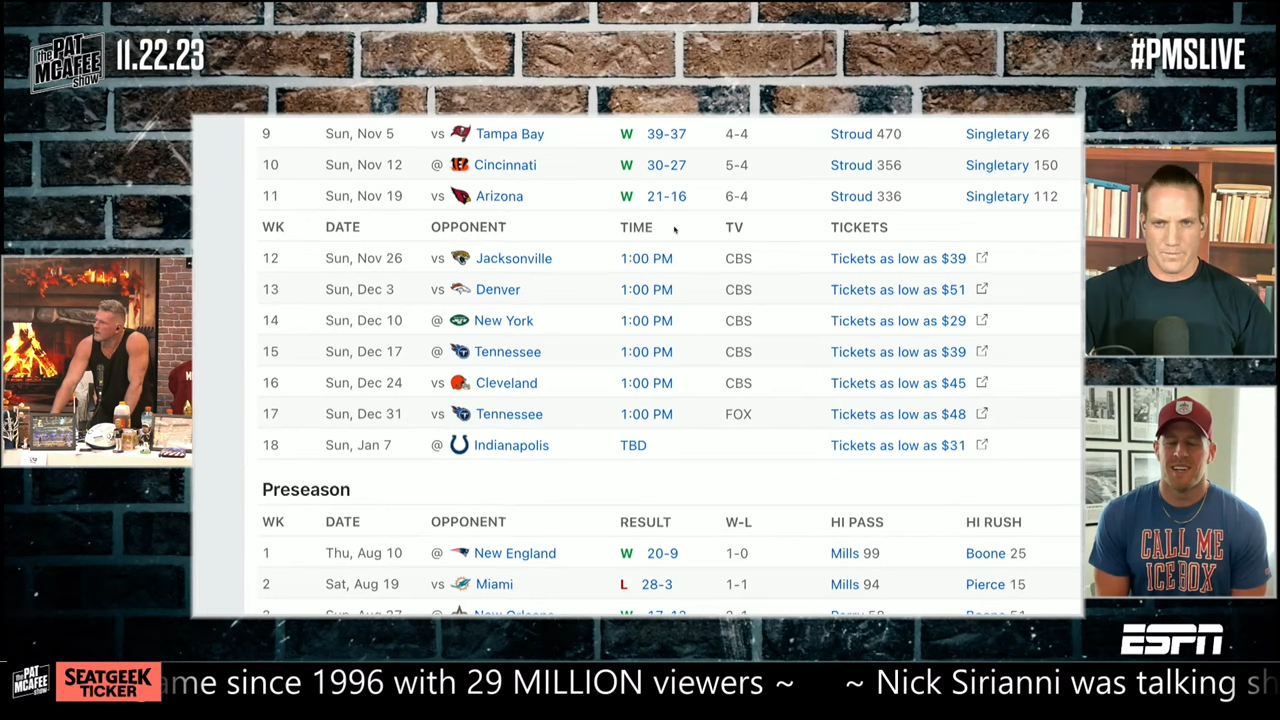 the PAT McAFEE show 11.22.23
#PMSLIVE
9 Sun, Nov 5 vs Tampa Bay W 39-37 4-4 Stroud 470 Singletary 26
10 Sun, Nov 12 @ Cincinnati W 30-27 5-4 Stroud 356 Singletary 150
11 Sun, Nov 19 vs Arizona W 21-16 6-4 Stroud 336 Singletary 112
WK DATE OPPONENT TIME TV TICKETS
12 Sun, Nov 26 vs Jacksonville 1:00 PM CBS Tickets as low as $39
13 Sun, Dec 3 vs Denver 1:00 PM CBS Tickets as low as $51
14 Sun, Dec 10 @ New York 1:00 PM CBS Tickets as low as $29
15 Sun, Dec 17 @ Tennessee 1:00 PM CBS Tickets as low as $39
16 Sun, Dec 24 vs Cleveland 1:00 PM CBS Tickets as low as $45
17 Sun, Dec 31 vs Tennessee 1:00 PM FOX Tickets as low as $48
18 Sun, Jan 7 @ Indianapolis TBD Tickets as low as $31
Preseason
WK DATE OPPONENT RESULT W-L HI PASS HI RUSH
1 Thu, Aug 10 @ New England W 20-9 1-0 Mills 99 Boone 25
2 Sat, Aug 19 vs Miami L 28-3 1-1 Mills 94 Pierce 15
CALL ME
ICE BOX
ESPN
the PAT McAFEE show SEATGEEK
TICKER
me since 1996 with 29 MILLION viewers ~ ~ Nick Sirianni was talking